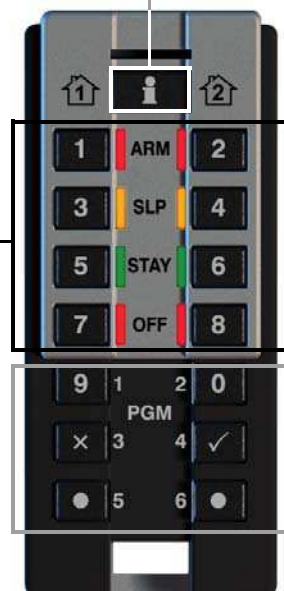 1 i 2
1 ARM 2
3 SLP 4
5 STAY 6
7 OFF 8
9 1 2 0
PGM
× 3 4 ✓
● 5 6 ●